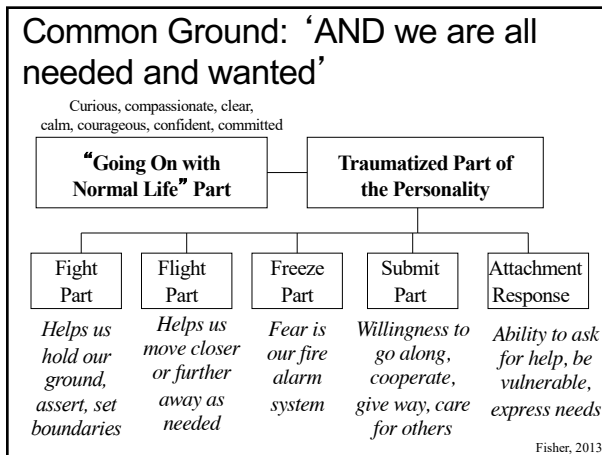 Common Ground: ‘AND we are all
needed and wanted’
Curious, compassionate, clear,
calm, courageous, confident, committed
“Going On with
Normal Life” Part
Traumatized Part of
the Personality
Fight
Part
Helps us
hold our
ground,
assert, set
boundaries
Flight
Part
Helps us
move closer
or further
away as
needed
Freeze
Part
Fear is
our fire
alarm
system
Submit
Part
Willingness to
go along,
cooperate,
give way, care
for others
Attachment
Response
Ability to ask
for help, be
vulnerable,
express needs
Fisher, 2013